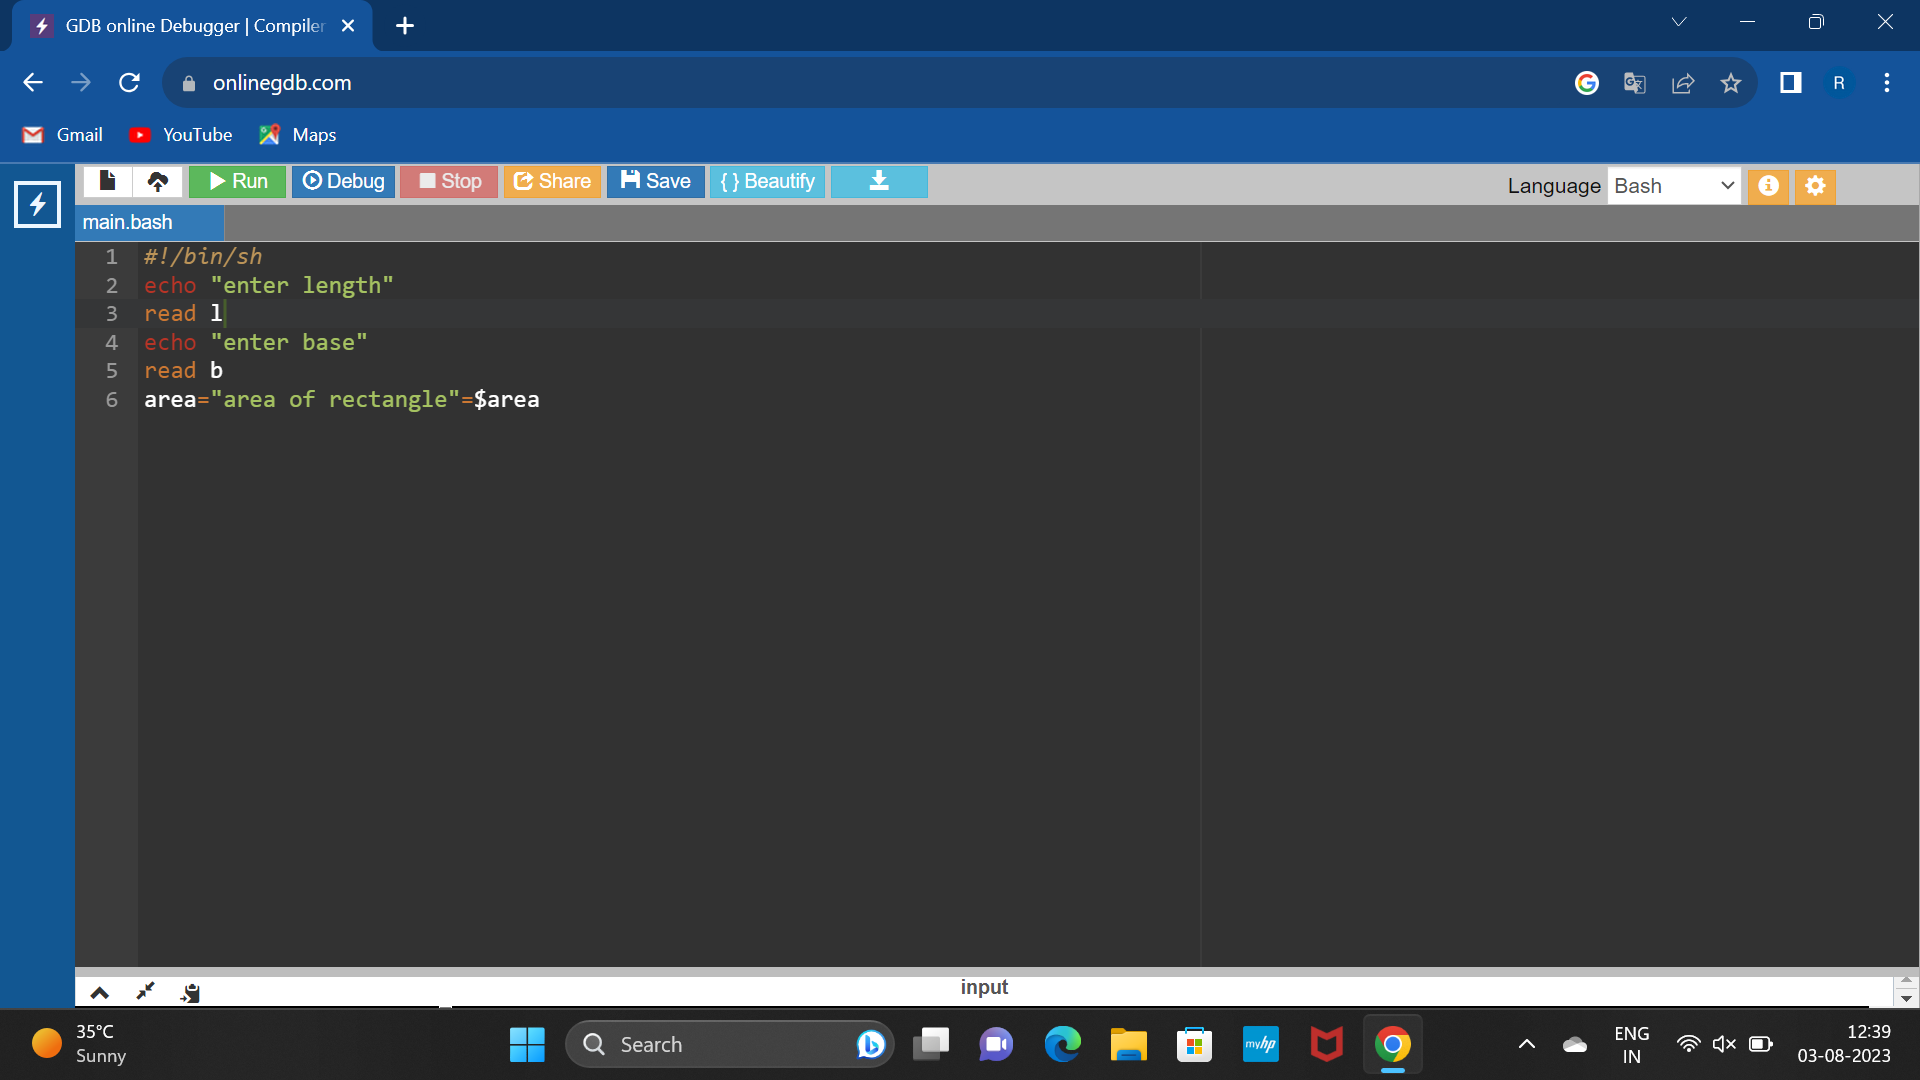 GDB online Debugger | Compiler
onlinegdb.com
R
Gmail YouTube Maps
Run Debug Stop Share Save { } Beautify Language Bash
main.bash
1 #!/bin/sh
2 echo "enter length"
3 read l
4 echo "enter base"
5 read b
6 area="area of rectangle"=$area
input
35°C
Sunny
Search
myhp
ENG
IN
12:39
03-08-2023